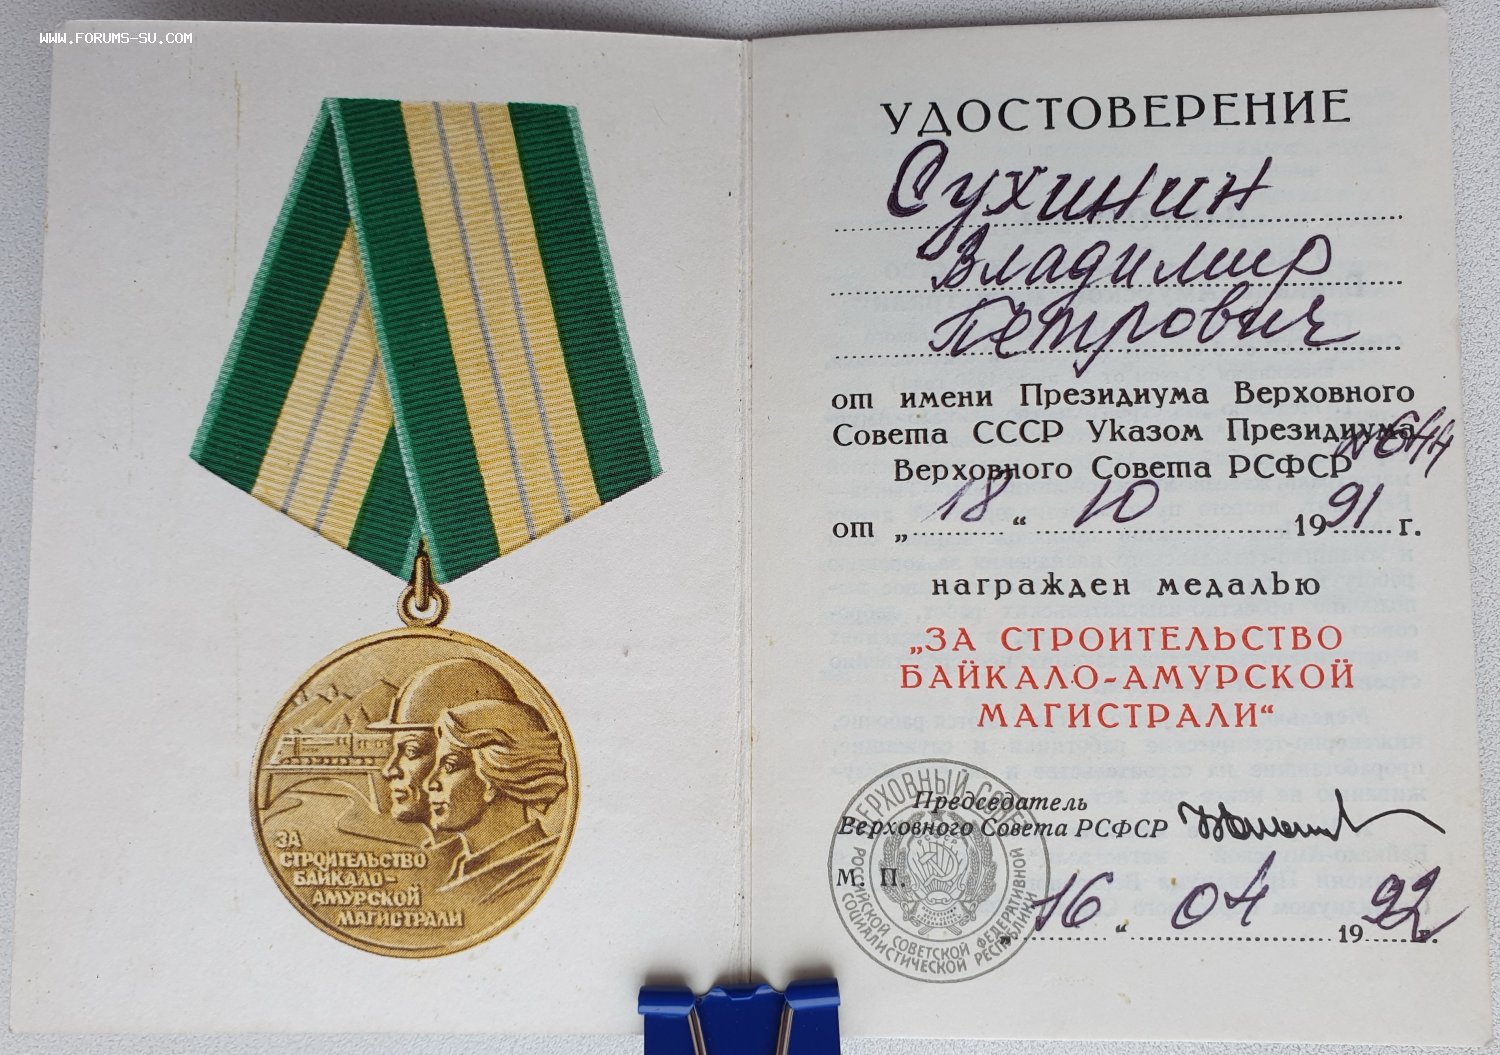 WWW.FORUMS-SU.COM
ЗА
СТРОИТЕЛЬСТВО
БАЙКАЛО-
АМУРСКОЙ
МАГИСТРАЛИ
УДОСТОВЕРЕНИЕ
Сухинин
Владимир
Петрович
от имени Президиума Верховного
Совета СССР Указом Президиума
Верховного Совета РСФСР
от „18“ 10 1991 г.
награжден медалью
„ЗА СТРОИТЕЛЬСТВО
БАЙКАЛО-АМУРСКОЙ
МАГИСТРАЛИ“
Председатель
Верховного Совета РСФСР
М. П.
„16“ 04 1992 г.
ВЕРХОВНЫЙ СОВЕТ
РОССИЙСКОЙ СОВЕТСКОЙ ФЕДЕРАТИВНОЙ
СОЦИАЛИСТИЧЕСКОЙ РЕСПУБЛИКИ